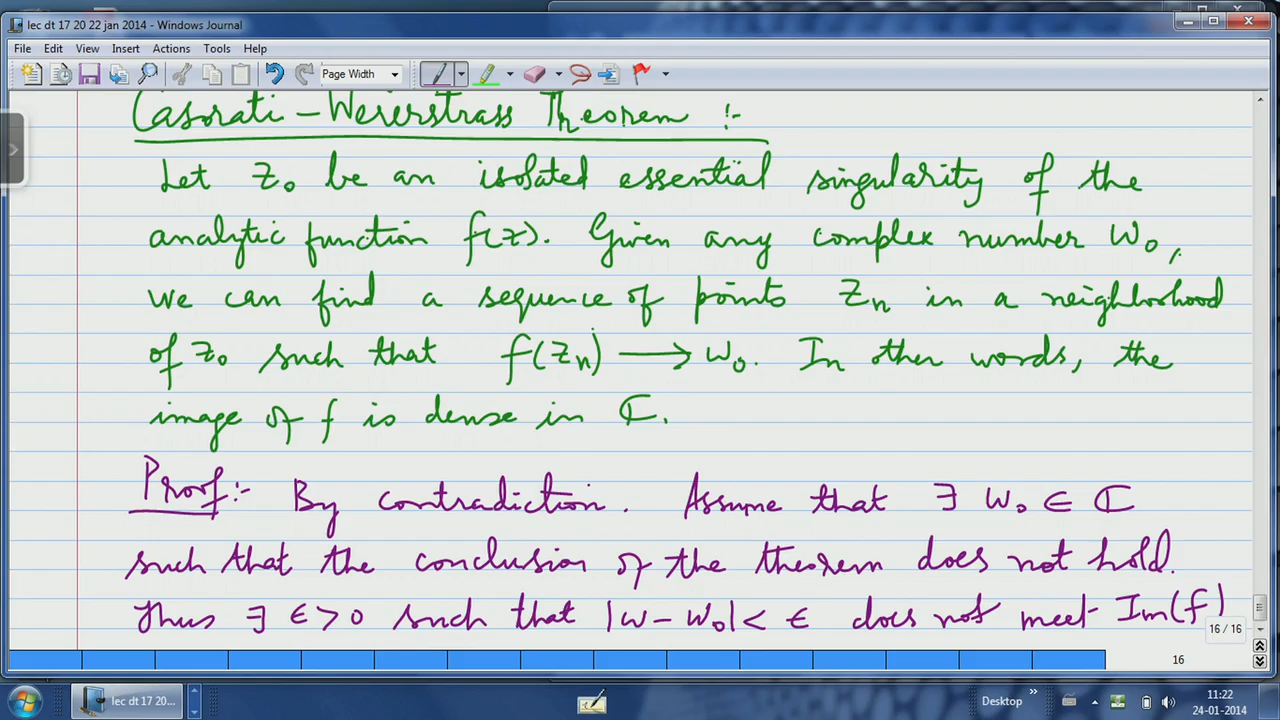 lec dt 17 20 22 jan 2014 - Windows Journal
File Edit View Insert Actions Tools Help
Page Width
Casorati - Weierstrass Theorem :-
Let z₀ be an isolated essential singularity of the
analytic function f(z). Given any complex number w₀,
we can find a sequence of points zₙ in a neighborhood
of z₀ such that f(zₙ) ⟶ w₀. In other words, the
image of f is dense in ℂ.
Proof:- By contradiction. Assume that ∃ w₀ ∈ ℂ
such that the conclusion of the theorem does not hold.
Thus ∃ ε > 0 such that |w - w₀| < ε does not meet Im(f)
16 / 16
16
lec dt 17 20...
Desktop
11:22
24-01-2014